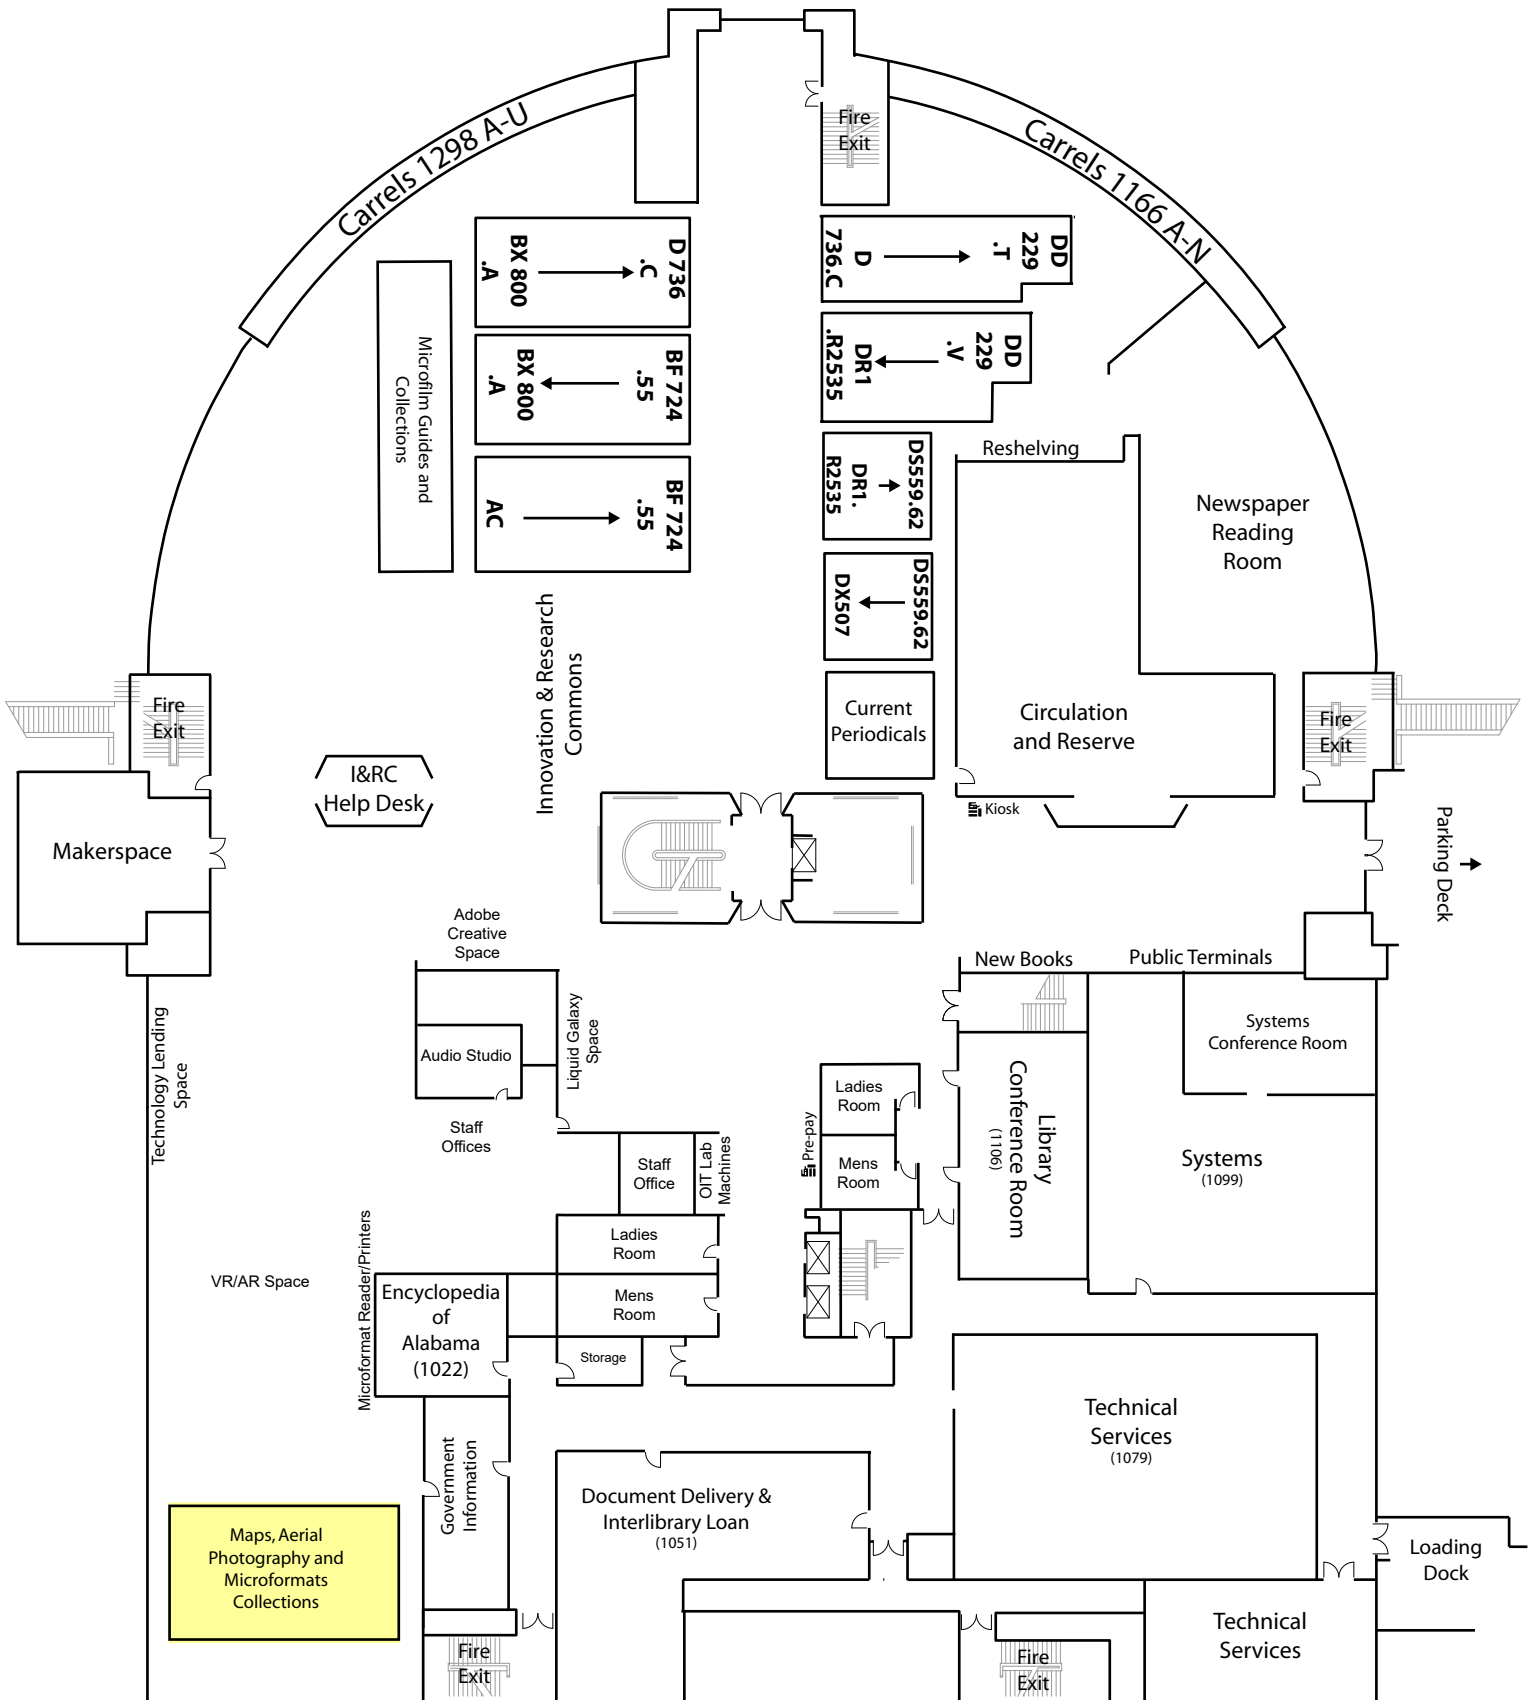 Carrels 1298 A-U
Carrels 1166 A-N
Fire
Exit
D 736
.C
BX 800
.A
DD
229
.T
D
736.C
Microfilm Guides and
Collections
BF 724
.55
BX 800
.A
DD
229
.V
DR1
.R2535
BF 724
.55
AC
DS559.62
DR1.
R2535
Reshelving
Newspaper
Reading
Room
DS559.62
DX507
Innovation & Research
Commons
Current
Periodicals
Circulation
and Reserve
Fire
Exit
Fire
Exit
I&RC
Help Desk
Kiosk
Makerspace
Parking Deck
Adobe
Creative
Space
New Books
Public Terminals
Technology Lending
Space
Liquid Galaxy
Space
Audio Studio
Systems
Conference Room
Staff
Offices
Ladies
Room
Pre-pay
Mens
Room
Library
Conference Room
(1106)
Systems
(1099)
Staff
Office
OIT Lab
Machines
Ladies
Room
Mens
Room
Storage
VR/AR Space
Microformat Reader/Printers
Encyclopedia
of
Alabama
(1022)
Government
Information
Technical
Services
(1079)
Document Delivery &
Interlibrary Loan
(1051)
Maps, Aerial
Photography and
Microformats
Collections
Loading
Dock
Fire
Exit
Fire
Exit
Technical
Services